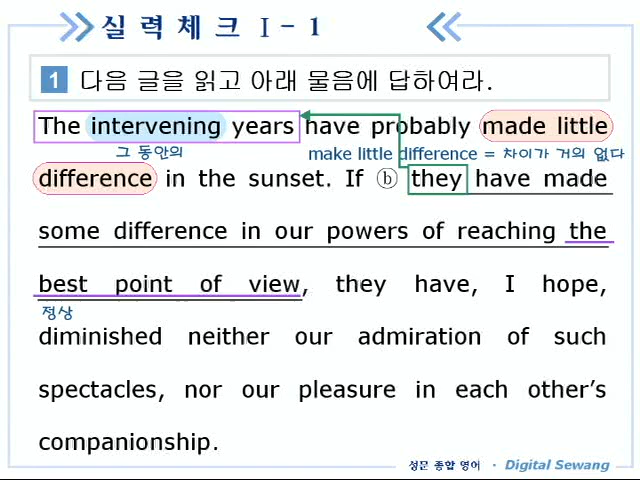 실력체크 I - 1
1 다음 글을 읽고 아래 물음에 답하여라.
The intervening years have probably made little
그 동안의 make little difference = 차이가 거의 없다
difference in the sunset. If ⓑ they have made
some difference in our powers of reaching the
best point of view, they have, I hope,
정상
diminished neither our admiration of such
spectacles, nor our pleasure in each other's
companionship.
정문 종합 영어 · Digital Sewang